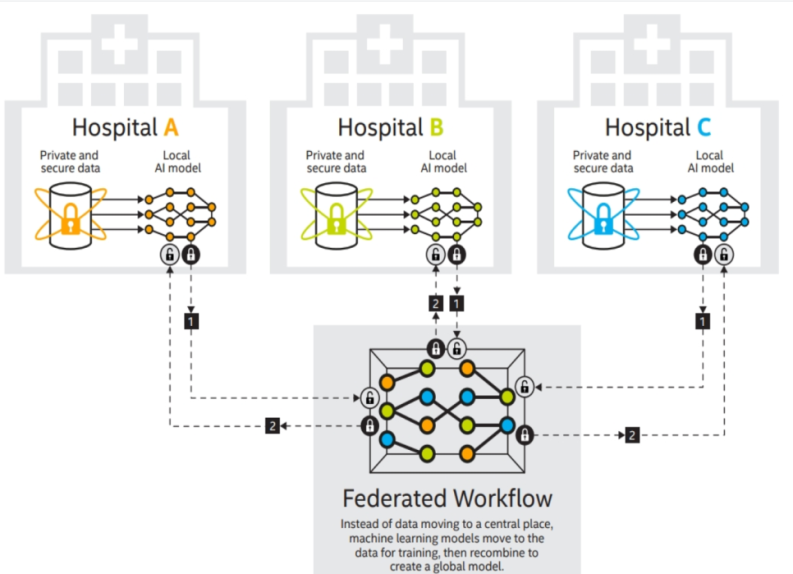 Hospital A
Private and
secure data
Local
AI model
Hospital B
Private and
secure data
Local
AI model
Hospital C
Private and
secure data
Local
AI model
1
2
2
1
1
2
Federated Workflow
Instead of data moving to a central place,
machine learning models move to the
data for training, then recombine to
create a global model.